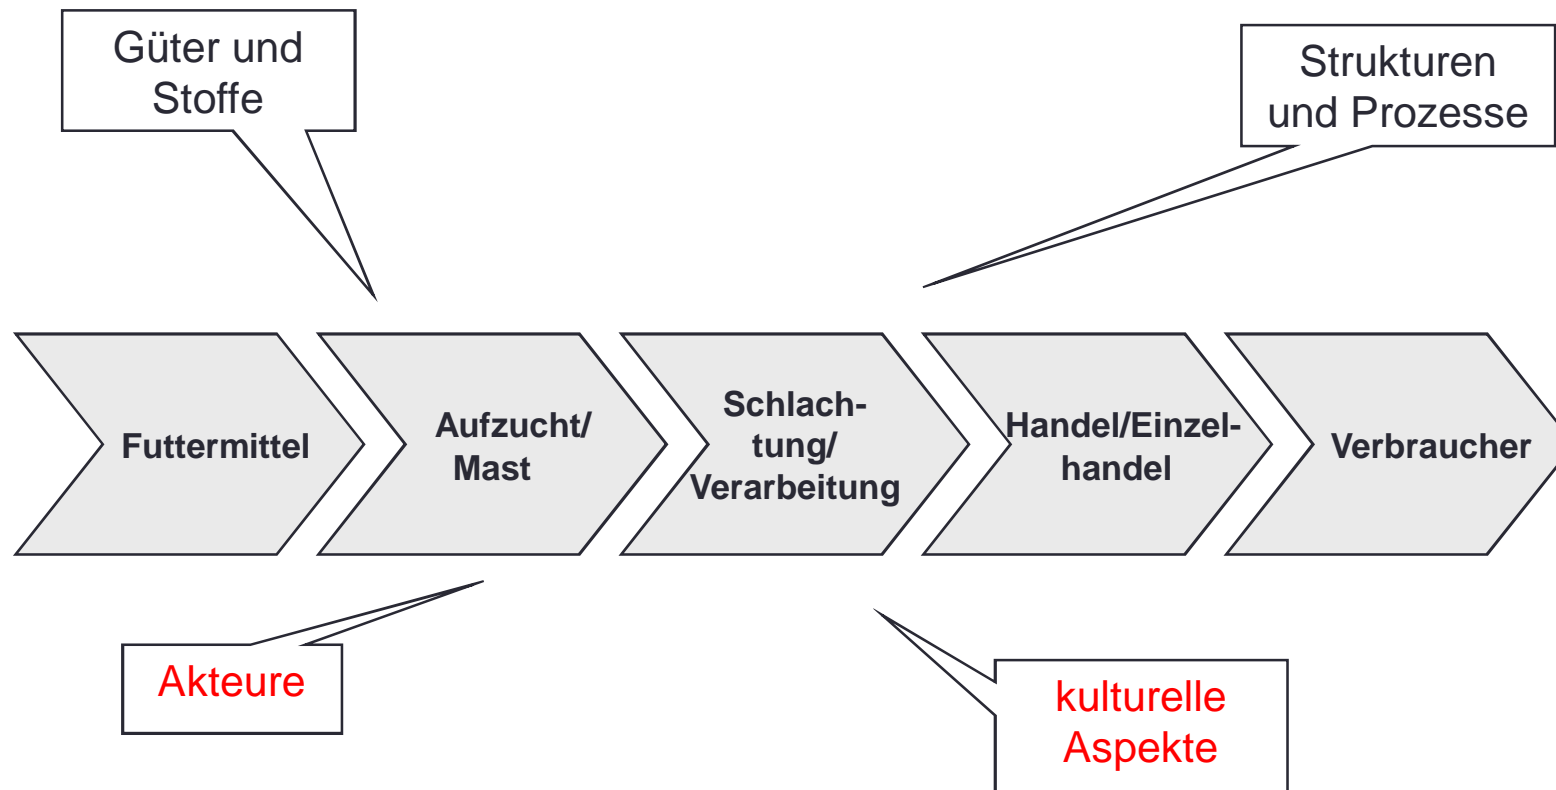 Güter und
Stoffe
Strukturen
und Prozesse
Futtermittel
Aufzucht/
Mast
Schlach-
tung/
Verarbeitung
Handel/Einzel-
handel
Verbraucher
Akteure
kulturelle
Aspekte